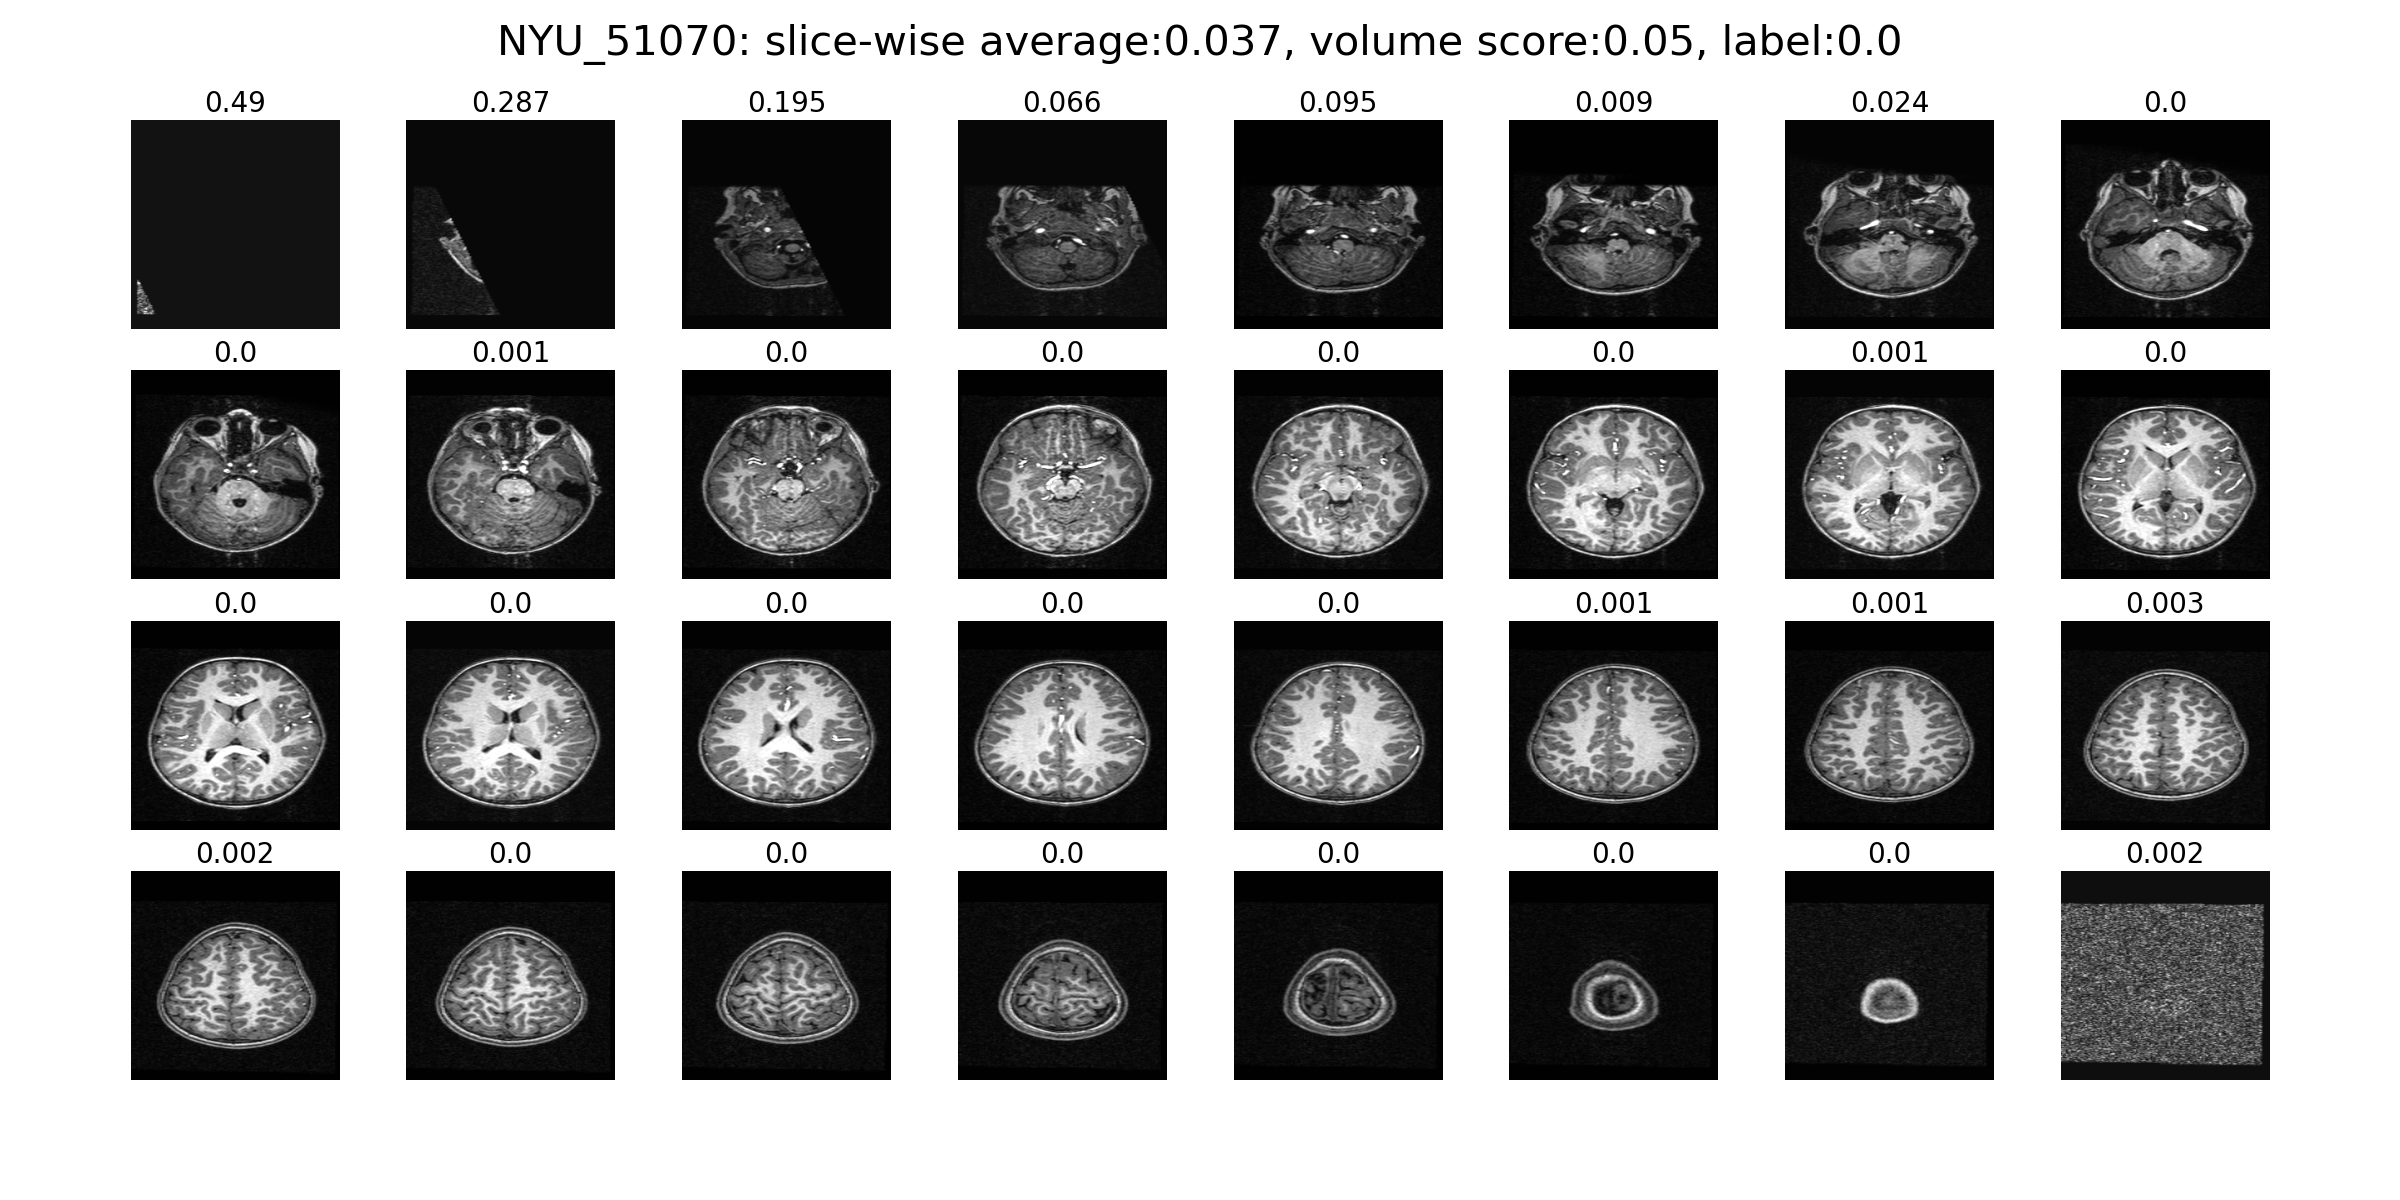 NYU_51070: slice-wise average:0.037, volume score:0.05, label:0.0
0.49 0.287 0.195 0.066 0.095 0.009 0.024 0.0
0.0 0.001 0.0 0.0 0.0 0.0 0.001 0.0
0.0 0.0 0.0 0.0 0.0 0.001 0.001 0.003
0.002 0.0 0.0 0.0 0.0 0.0 0.0 0.002